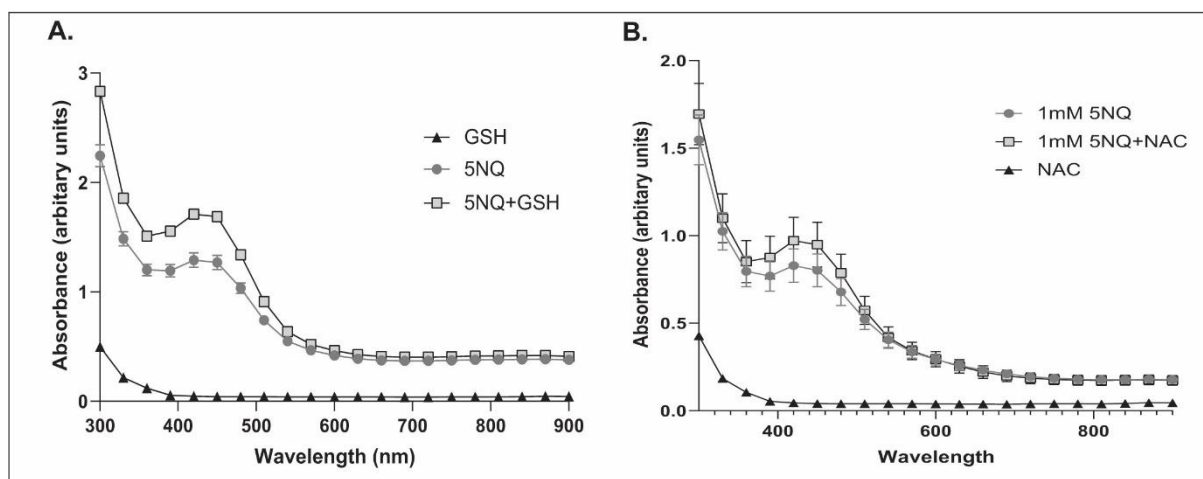 A.
3
2
1
0
300
400
500
600
700
800
900
Absorbance (arbitary units)
Wavelength (nm)
GSH
5NQ
5NQ+GSH
B.
2.0
1.5
1.0
0.5
0.0
400
600
800
Absorbance (arbitary units)
Wavelength
1mM 5NQ
1mM 5NQ+NAC
NAC